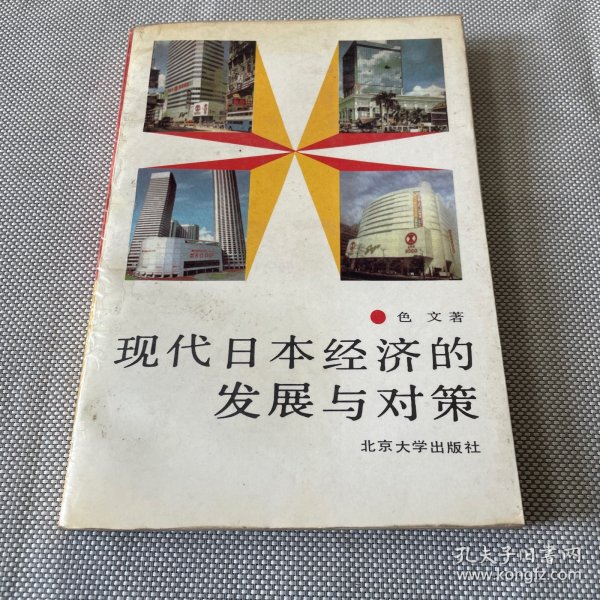 色 文著
现代日本经济的
发展与对策
北京大学出版社
孔夫子旧书网
www.kongfz.com